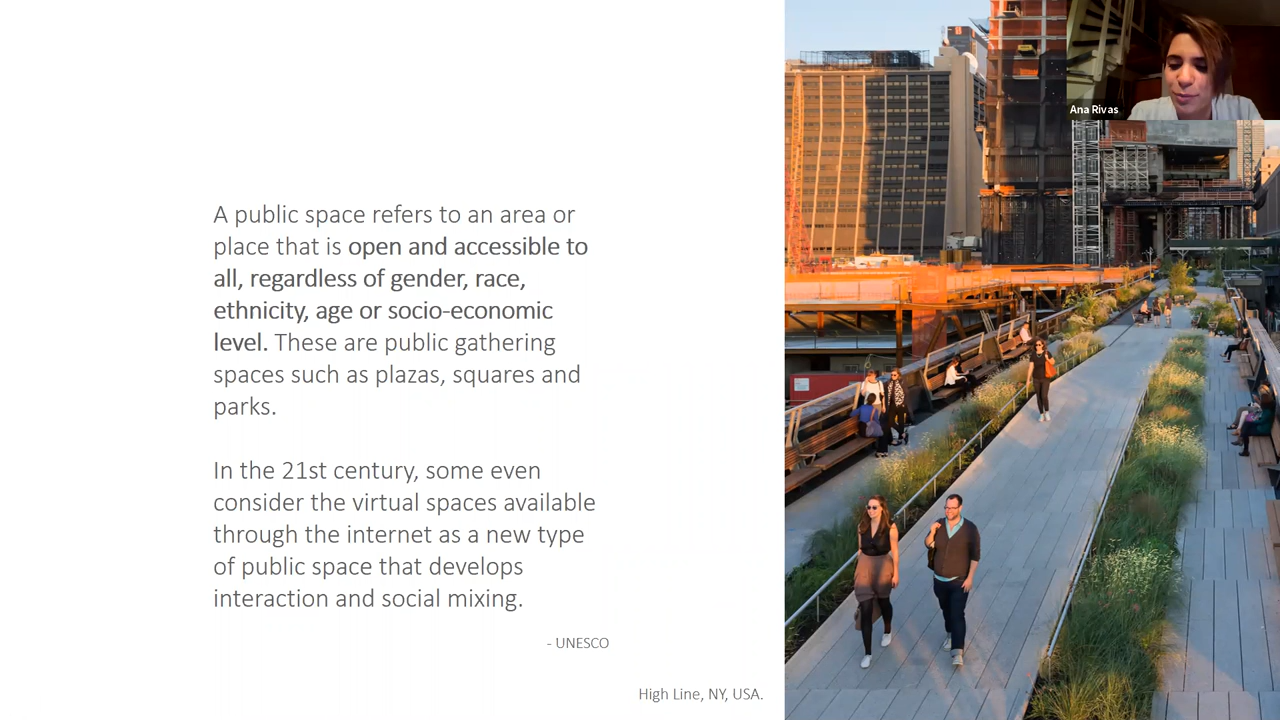 A public space refers to an area or
place that is open and accessible to
all, regardless of gender, race,
ethnicity, age or socio-economic
level. These are public gathering
spaces such as plazas, squares and
parks.
In the 21st century, some even
consider the virtual spaces available
through the internet as a new type
of public space that develops
interaction and social mixing.
- UNESCO
High Line, NY, USA.
Ana Rivas